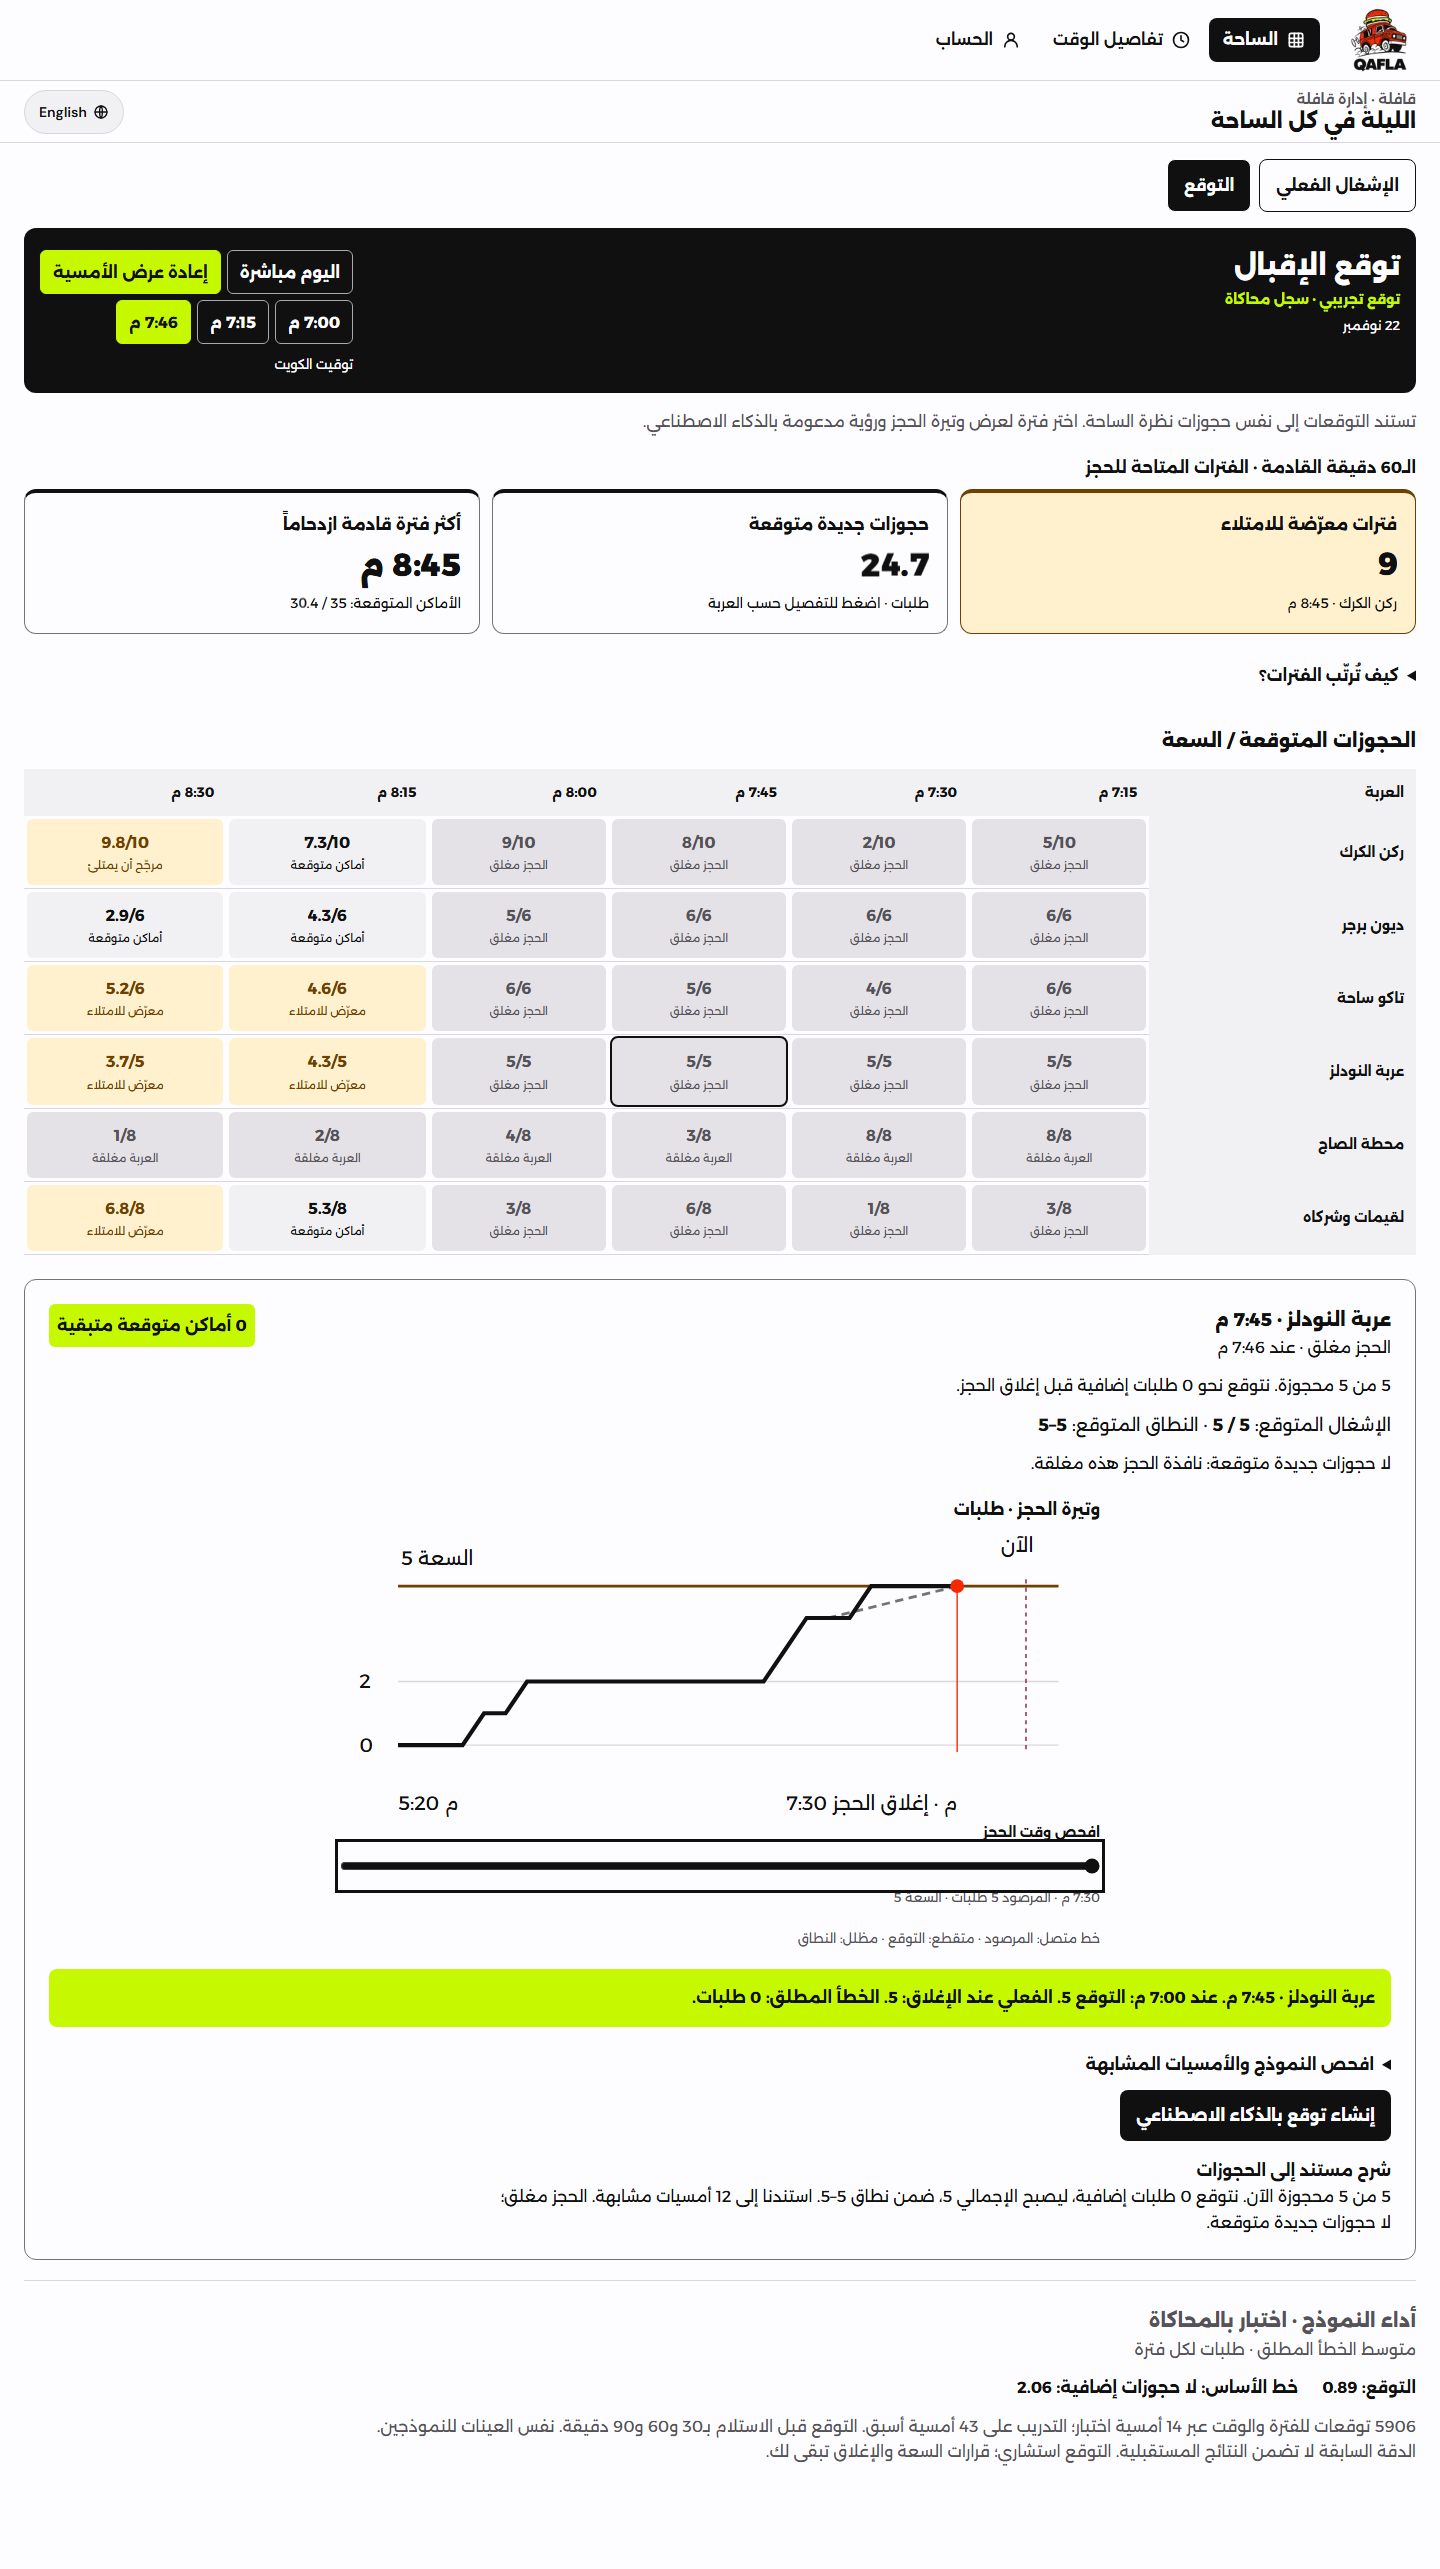 QAFLA
الساحة
تفاصيل الوقت
الحساب
قافلة · إدارة قافلة
الليلة في كل الساحة
English
الإشغال الفعلي
التوقع
توقع الإقبال
توقع تجريبي · سجل محاكاة
22 نوفمبر
اليوم مباشرة
إعادة عرض الأمسية
7:00 م
7:15 م
7:46 م
توقيت الكويت
تستند التوقعات إلى نفس حجوزات نظرة الساحة. اختر فترة لعرض وتيرة الحجز ورؤية مدعومة بالذكاء الاصطناعي.
الـ60 دقيقة القادمة · الفترات المتاحة للحجز
فترات معرّضة للامتلاء
9
ركن الكرك · 8:45 م
حجوزات جديدة متوقعة
24.7
طلبات · اضغط للتفصيل حسب العربة
أكثر فترة قادمة ازدحاماً
8:45 م
الأماكن المتوقعة: 35 / 30.4
كيف تُرتّب الفترات؟
الحجوزات المتوقعة / السعة
العربة 7:15 م 7:30 م 7:45 م 8:00 م 8:15 م 8:30 م
ركن الكرك 5/10 2/10 8/10 9/10 7.3/10 9.8/10
الحجز مغلق الحجز مغلق الحجز مغلق الحجز مغلق أماكن متوقعة مرجّح أن يمتلئ
ديون برجر 6/6 6/6 6/6 5/6 4.3/6 2.9/6
الحجز مغلق الحجز مغلق الحجز مغلق الحجز مغلق أماكن متوقعة أماكن متوقعة
تاكو ساحة 6/6 4/6 5/6 6/6 4.6/6 5.2/6
الحجز مغلق الحجز مغلق الحجز مغلق الحجز مغلق معرّض للامتلاء معرّض للامتلاء
عربة النودلز 5/5 5/5 5/5 5/5 4.3/5 3.7/5
الحجز مغلق الحجز مغلق الحجز مغلق الحجز مغلق معرّض للامتلاء معرّض للامتلاء
محطة الصاج 8/8 8/8 3/8 4/8 2/8 1/8
العربة مغلقة العربة مغلقة العربة مغلقة العربة مغلقة العربة مغلقة العربة مغلقة
لقيمات وشركاه 3/8 1/8 6/8 3/8 5.3/8 6.8/8
الحجز مغلق الحجز مغلق الحجز مغلق الحجز مغلق أماكن متوقعة معرّض للامتلاء
عربة النودلز · 7:45 م
0 أماكن متوقعة متبقية
الحجز مغلق · عند 7:46 م
5 من 5 محجوزة. نتوقع نحو 0 طلبات إضافية قبل إغلاق الحجز.
الإشغال المتوقع: 5 / 5 · النطاق المتوقع: 5–5
لا حجوزات جديدة متوقعة: نافذة الحجز هذه مغلقة.
وتيرة الحجز · طلبات
الآن
السعة 5
2
0
5:20 م
7:30 م · إغلاق الحجز
افحص وقت الحجز
7:30 م · المرصود 5 طلبات · السعة 5
خط متصل: المرصود · متقطع: التوقع · مظلل: النطاق
عربة النودلز · 7:45 م. عند 7:00 م: التوقع 5. الفعلي عند الإغلاق: 5. الخطأ المطلق: 0 طلبات.
افحص النموذج والأمسيات المشابهة
إنشاء توقع بالذكاء الاصطناعي
شرح مستند إلى الحجوزات
5 من 5 محجوزة الآن. نتوقع 0 طلبات إضافية، ليصبح الإجمالي 5، ضمن نطاق 5–5. استندنا إلى 12 أمسيات مشابهة. الحجز مغلق؛
لا حجوزات جديدة متوقعة.
أداء النموذج · اختبار بالمحاكاة
متوسط الخطأ المطلق · طلبات لكل فترة
التوقع: 0.89 خط الأساس: لا حجوزات إضافية: 2.06
5906 توقعات للفترة والوقت عبر 14 أمسية اختبار؛ التدريب على 43 أمسية أسبق. التوقع قبل الاستلام بـ30 و60 و90 دقيقة. نفس العينات للنموذجين.
الدقة السابقة لا تضمن النتائج المستقبلية. التوقع استشاري؛ قرارات السعة والإغلاق تبقى لك.